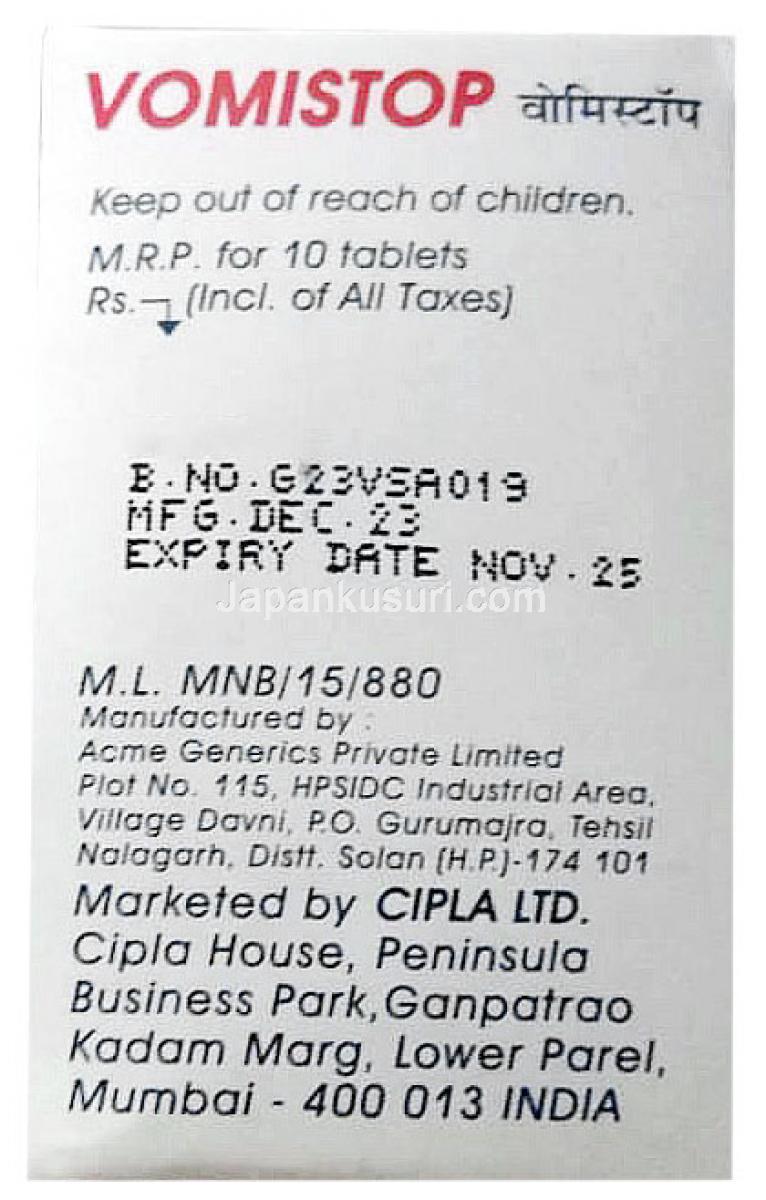 VOMISTOP वोमिस्टॉप
Keep out of reach of children.
M.R.P. for 10 tablets
Rs. (Incl. of All Taxes)
B.NO.G23VSA019
MFG.DEC.23
EXPIRY DATE NOV.25
Japankusuri.com
M.L. MNB/15/880
Manufactured by :
Acme Generics Private Limited
Plot No. 115, HPSIDC Industrial Area,
Village Davni, P.O. Gurumajra, Tehsil
Nalagarh, Distt. Solan (H.P.)-174 101
Marketed by CIPLA LTD.
Cipla House, Peninsula
Business Park,Ganpatrao
Kadam Marg, Lower Parel,
Mumbai - 400 013 INDIA